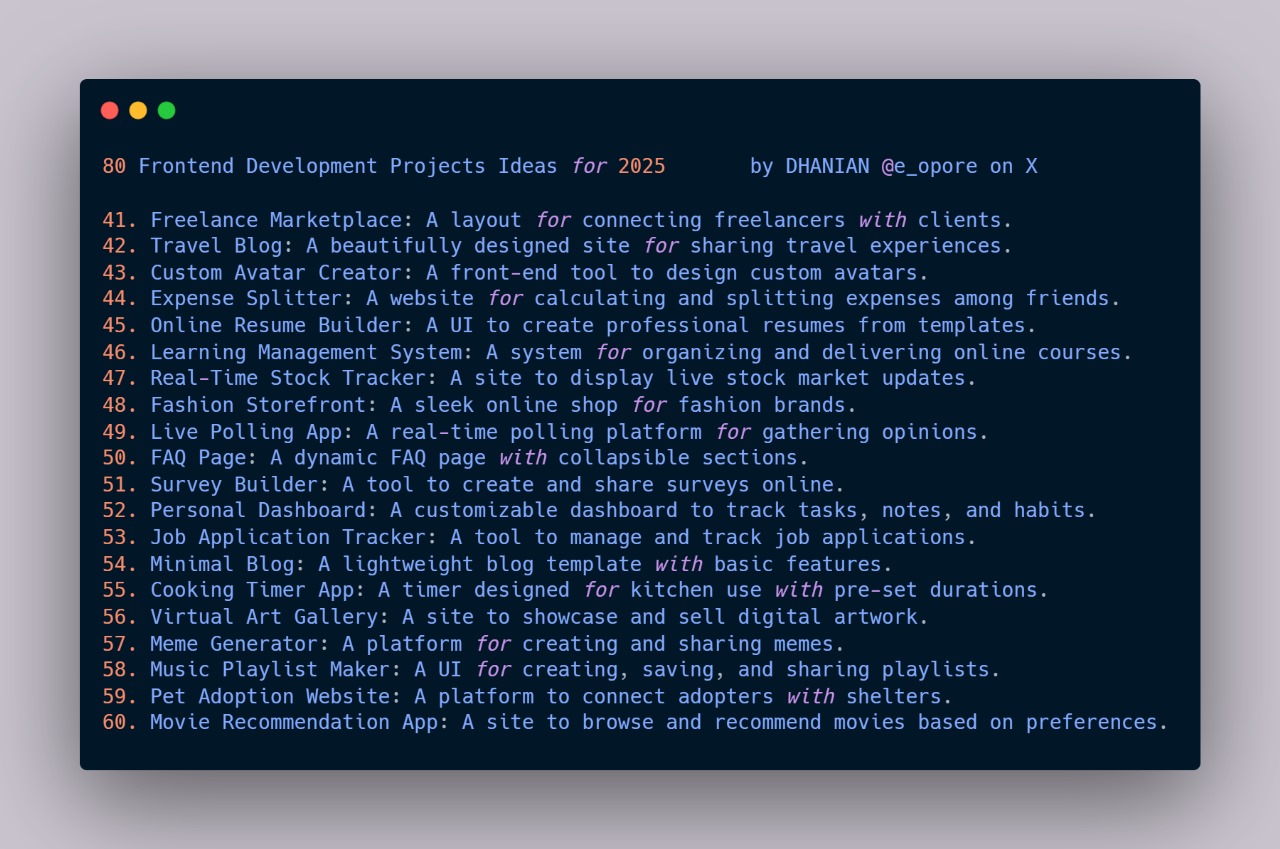 80 Frontend Development Projects Ideas for 2025 by DHANIAN @e_opore on X
41. Freelance Marketplace: A layout for connecting freelancers with clients.
42. Travel Blog: A beautifully designed site for sharing travel experiences.
43. Custom Avatar Creator: A front-end tool to design custom avatars.
44. Expense Splitter: A website for calculating and splitting expenses among friends.
45. Online Resume Builder: A UI to create professional resumes from templates.
46. Learning Management System: A system for organizing and delivering online courses.
47. Real-Time Stock Tracker: A site to display live stock market updates.
48. Fashion Storefront: A sleek online shop for fashion brands.
49. Live Polling App: A real-time polling platform for gathering opinions.
50. FAQ Page: A dynamic FAQ page with collapsible sections.
51. Survey Builder: A tool to create and share surveys online.
52. Personal Dashboard: A customizable dashboard to track tasks, notes, and habits.
53. Job Application Tracker: A tool to manage and track job applications.
54. Minimal Blog: A lightweight blog template with basic features.
55. Cooking Timer App: A timer designed for kitchen use with pre-set durations.
56. Virtual Art Gallery: A site to showcase and sell digital artwork.
57. Meme Generator: A platform for creating and sharing memes.
58. Music Playlist Maker: A UI for creating, saving, and sharing playlists.
59. Pet Adoption Website: A platform to connect adopters with shelters.
60. Movie Recommendation App: A site to browse and recommend movies based on preferences.